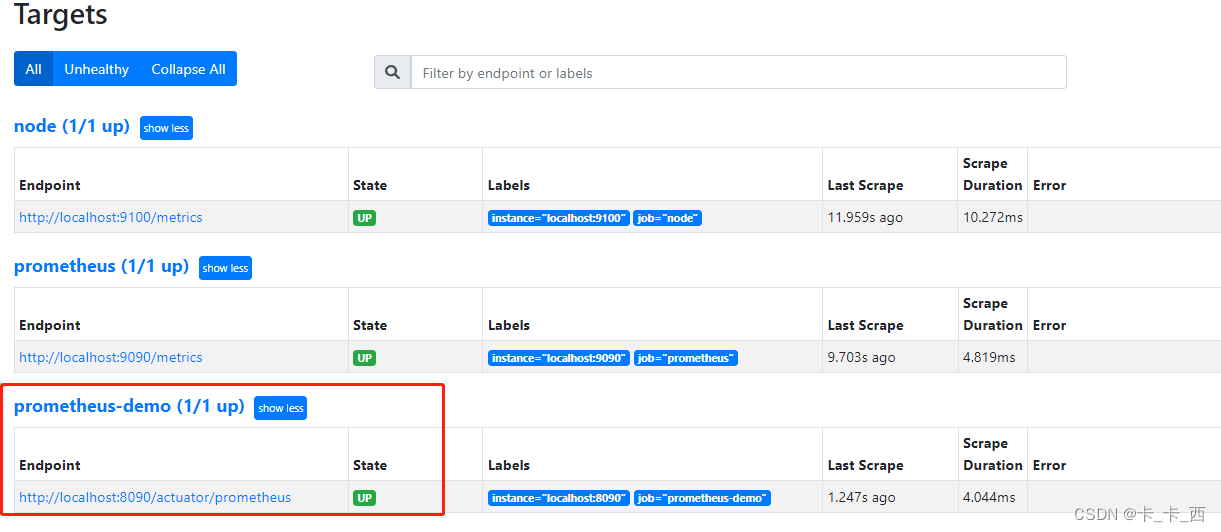 Targets
All Unhealthy Collapse All Filter by endpoint or labels
node (1/1 up) show less
Endpoint State Labels Last Scrape Scrape Duration Error
http://localhost:9100/metrics UP instance="localhost:9100" job="node" 11.959s ago 10.272ms
prometheus (1/1 up) show less
Endpoint State Labels Last Scrape Scrape Duration Error
http://localhost:9090/metrics UP instance="localhost:9090" job="prometheus" 9.703s ago 4.819ms
prometheus-demo (1/1 up) show less
Endpoint State Labels Last Scrape Scrape Duration Error
http://localhost:8090/actuator/prometheus UP instance="localhost:8090" job="prometheus-demo" 1.247s ago 4.044ms
CSDN @卡_卡_西